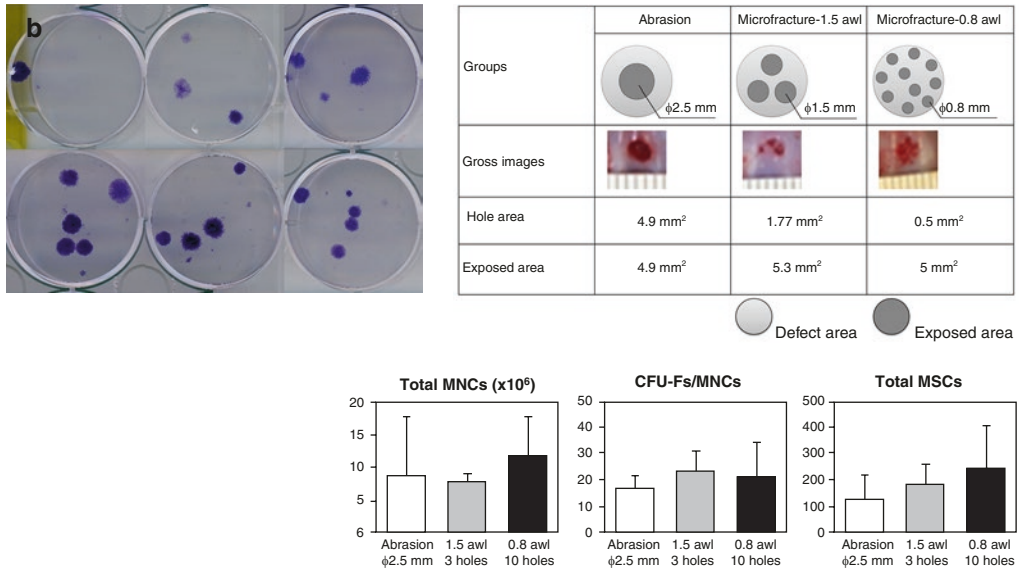 b
Abrasion Microfracture-1.5 awl Microfracture-0.8 awl
Groups
ϕ2.5 mm ϕ1.5 mm ϕ0.8 mm
Gross images
Hole area 4.9 mm² 1.77 mm² 0.5 mm²
Exposed area 4.9 mm² 5.3 mm² 5 mm²
Defect area Exposed area
Total MNCs (x10⁶) CFU-Fs/MNCs Total MSCs
20 50 500
15 40 400
10 30 300
5 20 200
6 10 100
0 0
Abrasion 1.5 awl 0.8 awl Abrasion 1.5 awl 0.8 awl Abrasion 1.5 awl 0.8 awl
ϕ2.5 mm 3 holes 10 holes ϕ2.5 mm 3 holes 10 holes ϕ2.5 mm 3 holes 10 holes